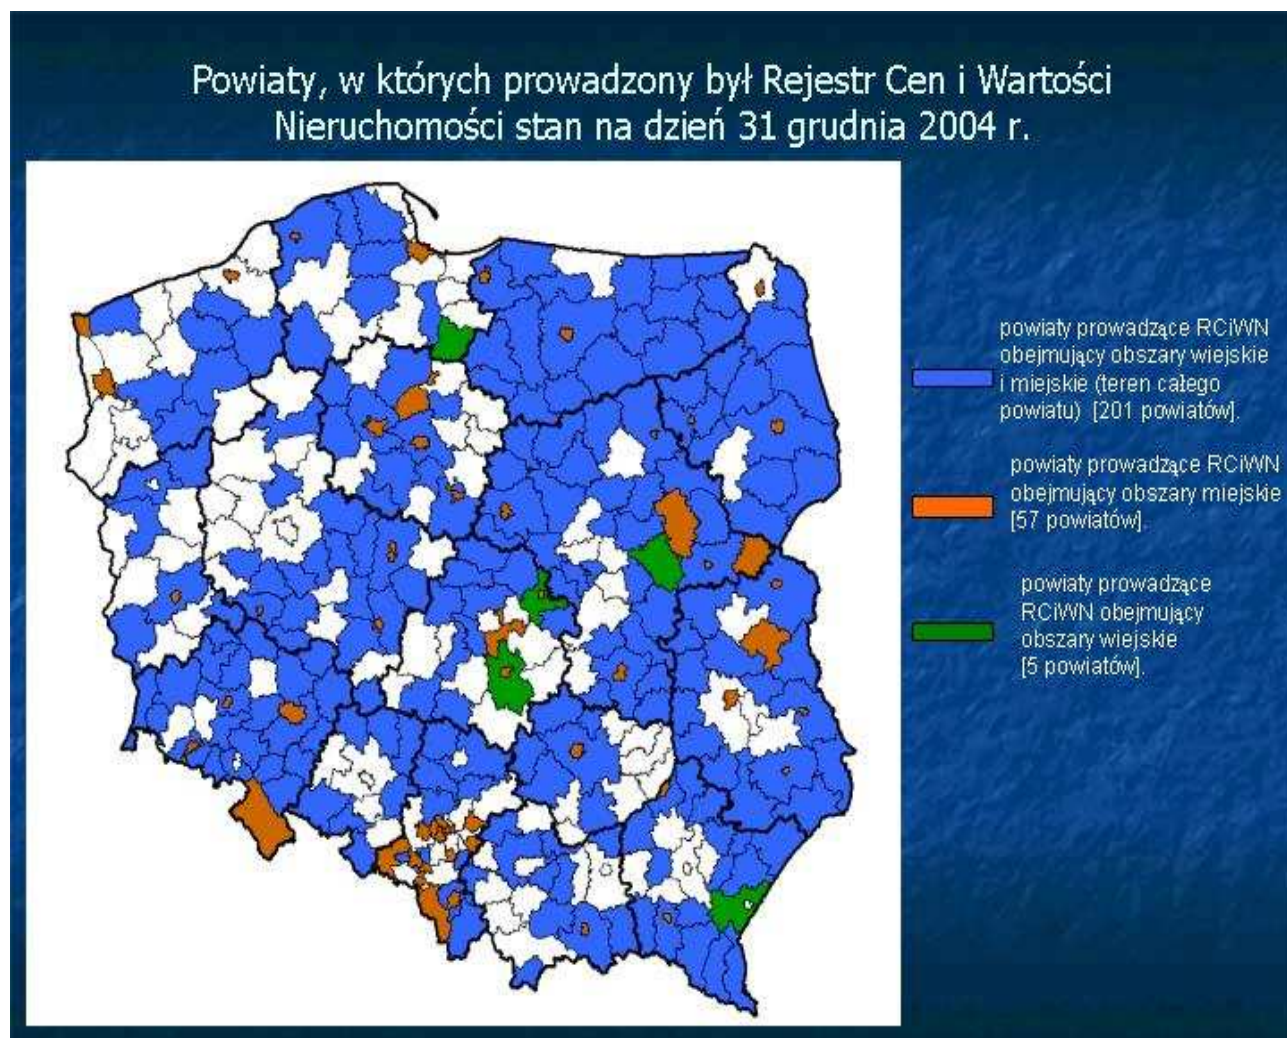 Powiaty, w których prowadzony był Rejestr Cen i Wartości
Nieruchomości stan na dzień 31 grudnia 2004 r.
powiaty prowadzące RCiWN
obejmujący obszary wiejskie
i miejskie (teren całego
powiatu) [201 powiatów].
powiaty prowadzące RCiWN
obejmujący obszary miejskie
[57 powiatów].
powiaty prowadzące
RCiWN obejmujący
obszary wiejskie
[5 powiatów].